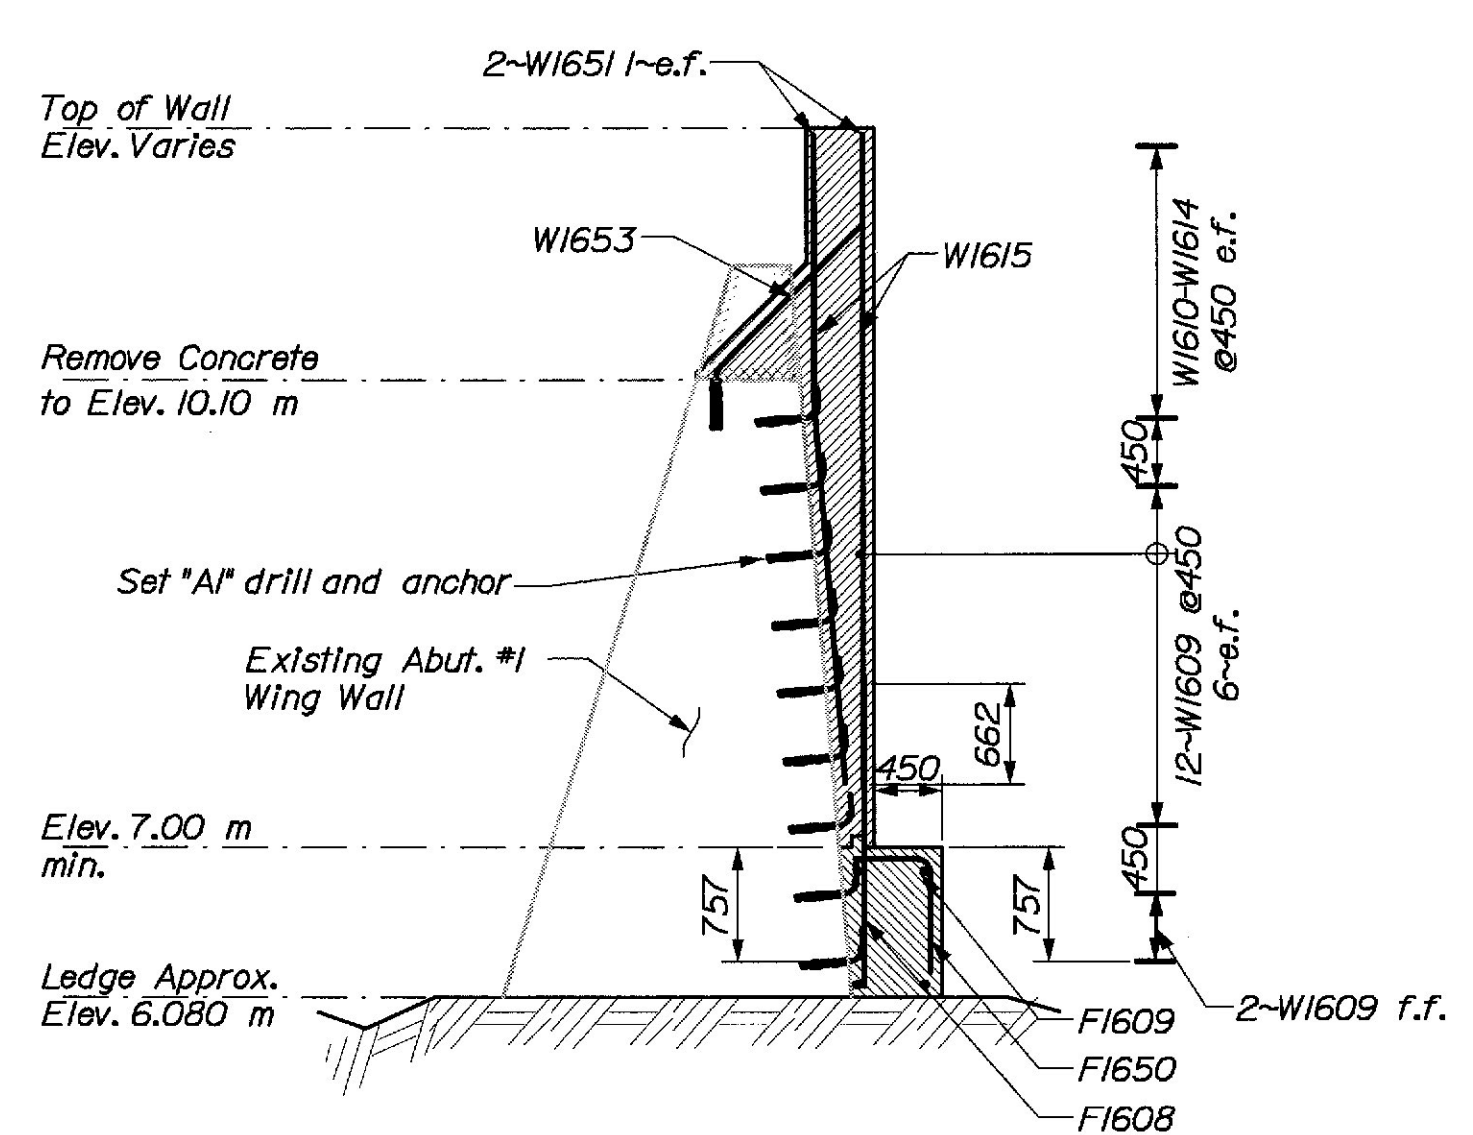 2~W1651 1~e.f.
Top of Wall
Elev. Varies
W1653
W1615
W1610-W1614
@450 e.f.
Remove Concrete
to Elev. 10.10 m
450
Set "A1" drill and anchor
12~W1609 @450
6~e.f.
Existing Abut. #1
Wing Wall
662
450
Elev. 7.00 m
min.
757
757
450
Ledge Approx.
Elev. 6.080 m
2~W1609 f.f.
F1609
F1650
F1608